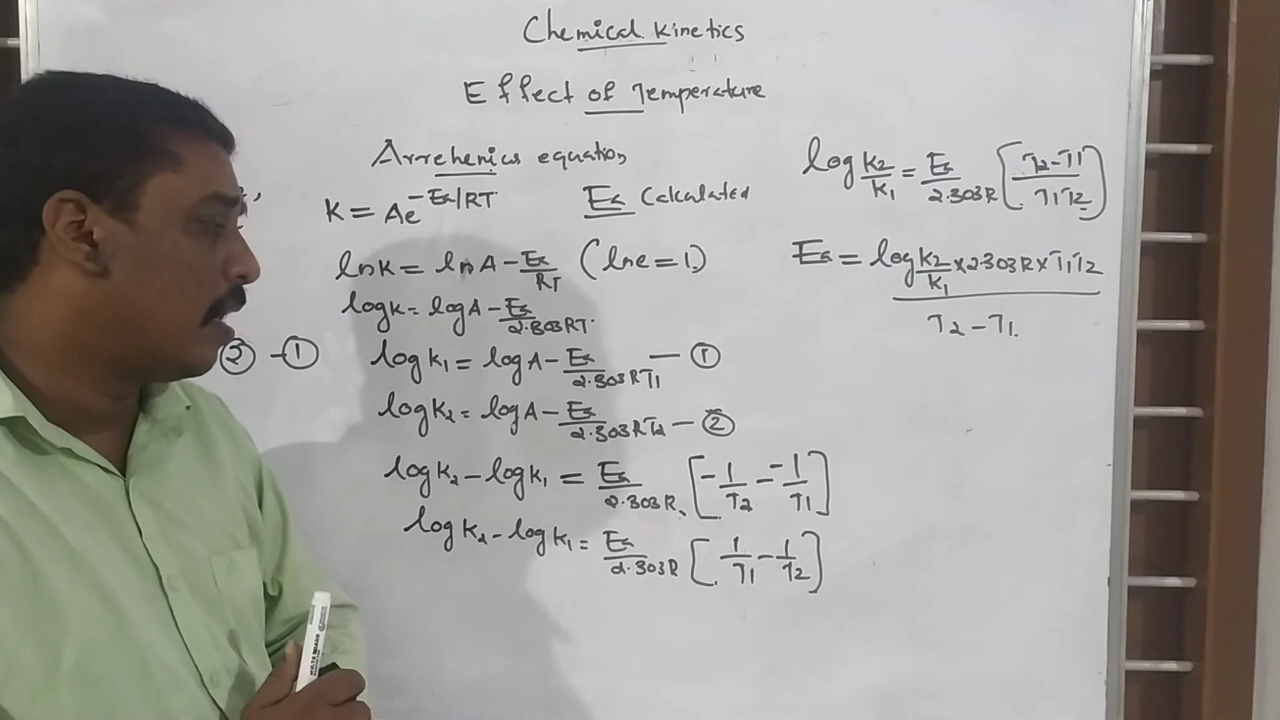 Chemical Kinetics
Effect of Temperature
Arrehenius equation
K = Ae^-Ea/RT Ea Calculated
lnK = lnA - Ea/RT (lne = 1)
logK = logA - Ea/2.303RT
② - ①
logK₁ = logA - Ea/2.303RT₁ — ①
logK₂ = logA - Ea/2.303RT₂ — ②
logK₂ - logK₁ = Ea/2.303R [-1/T₂ - -1/T₁]
logK₂ - logK₁ = Ea/2.303R [1/T₁ - 1/T₂]
log K₂/K₁ = Ea/2.303R [T₂-T₁/T₁T₂]
Ea = log K₂/K₁ × 2.303R × T₁T₂
T₂ - T₁